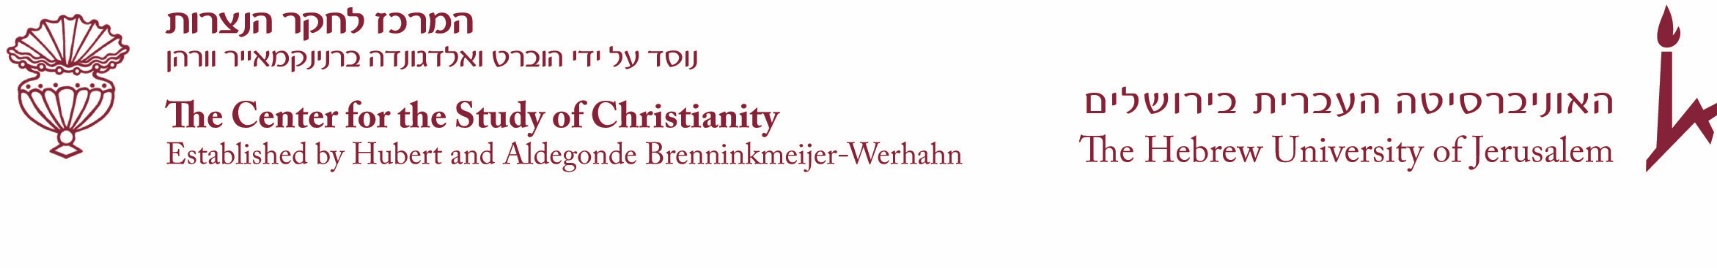 המרכז לחקר הנצרות
נוסד על ידי הוברט ואלדגונדה ברנינקמאייר וורהן
The Center for the Study of Christianity
Established by Hubert and Aldegonde Brenninkmeijer-Werhahn
האוניברסיטה העברית בירושלים
The Hebrew University of Jerusalem